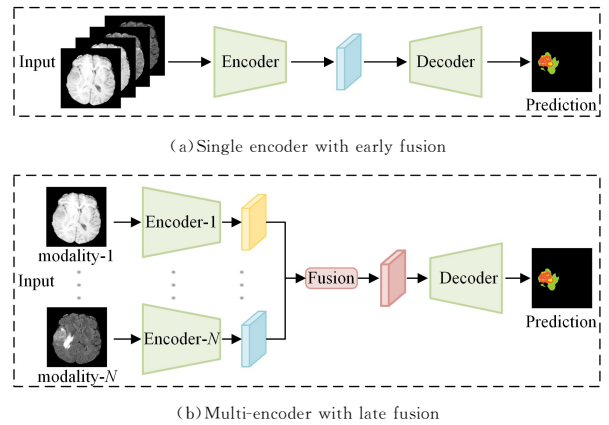 Input
Encoder
Decoder
Prediction
(a)Single encoder with early fusion
modality-1
Encoder-1
Input
Fusion
Decoder
Prediction
Encoder-N
modality-N
(b)Multi-encoder with late fusion